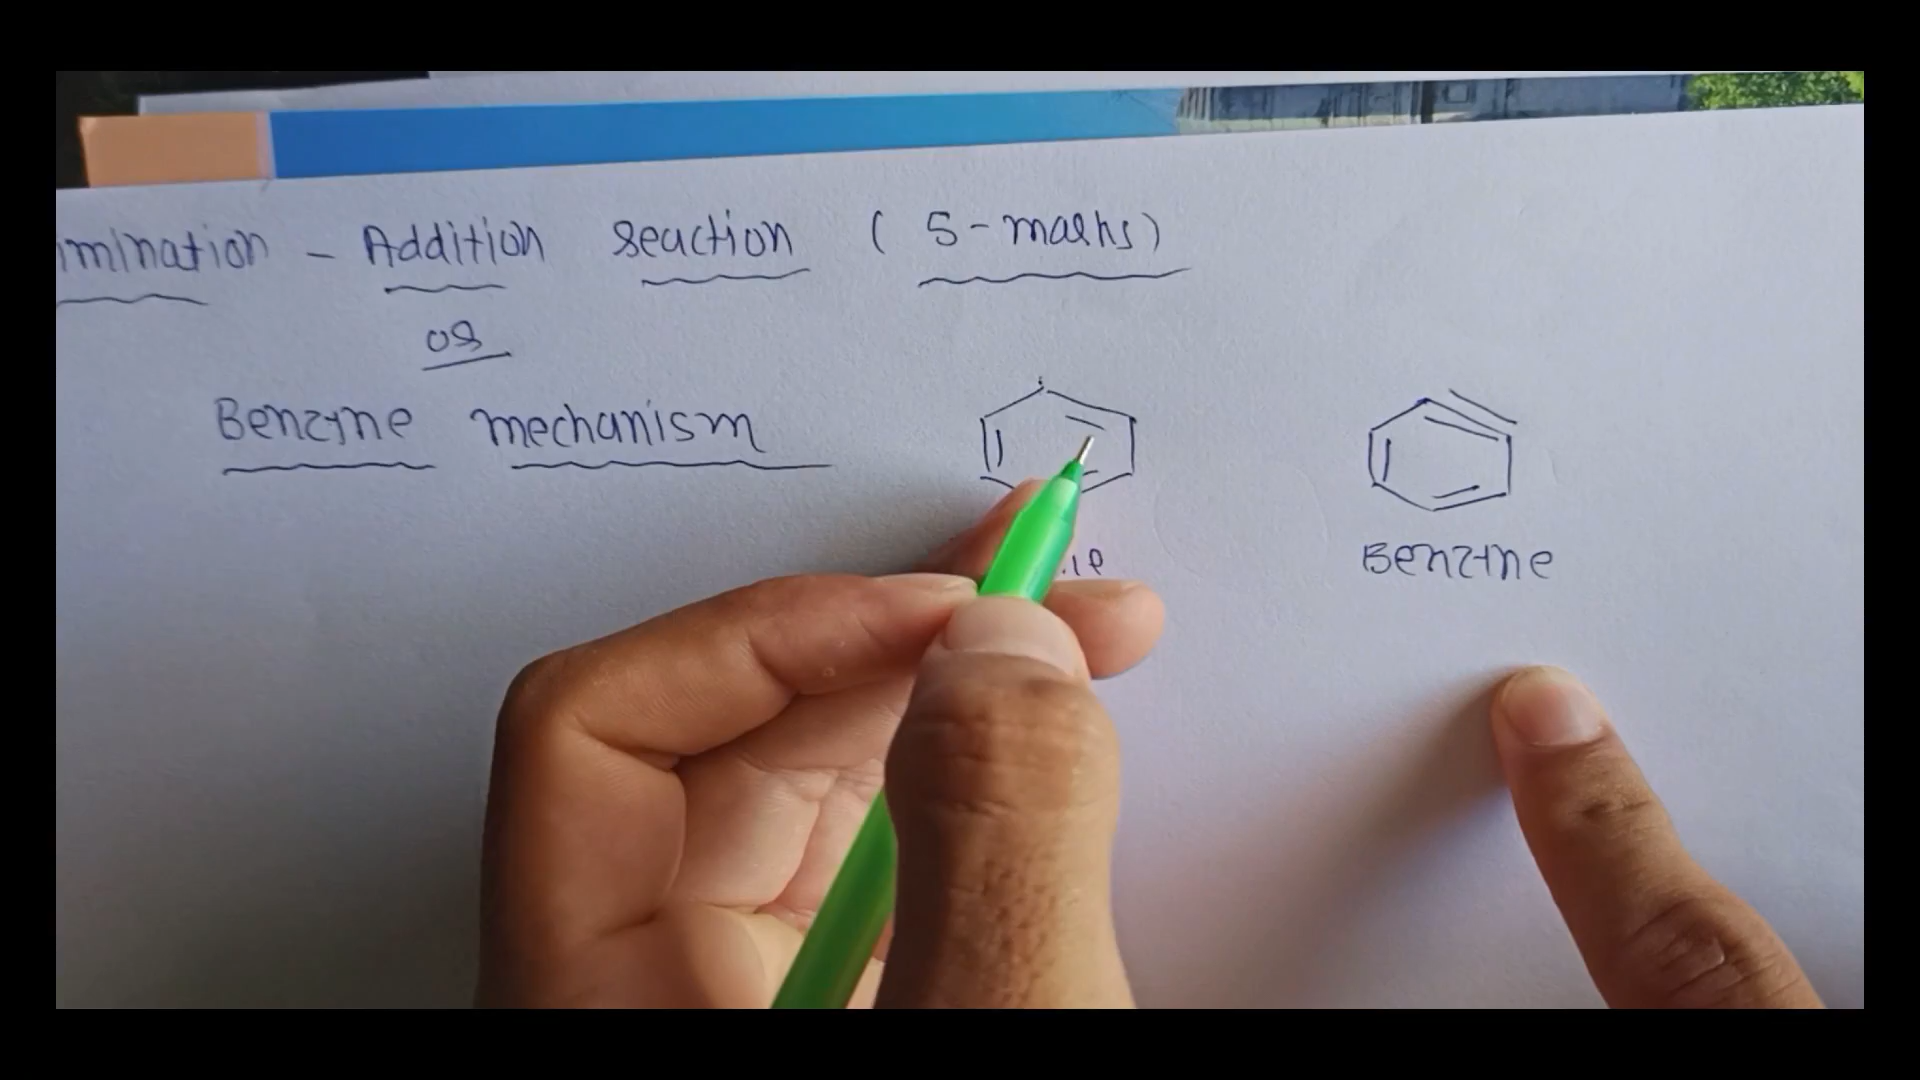 imination - Addition reaction ( 5 - marks )
or
Benzyne mechanism
Benzyne